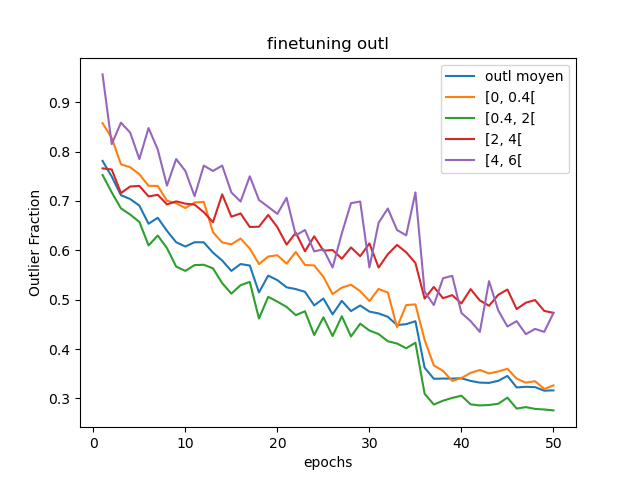 finetuning outl
outl moyen
[0, 0.4[
[0.4, 2[
[2, 4[
[4, 6[
Outlier Fraction
0.9
0.8
0.7
0.6
0.5
0.4
0.3
0 10 20 30 40 50
epochs